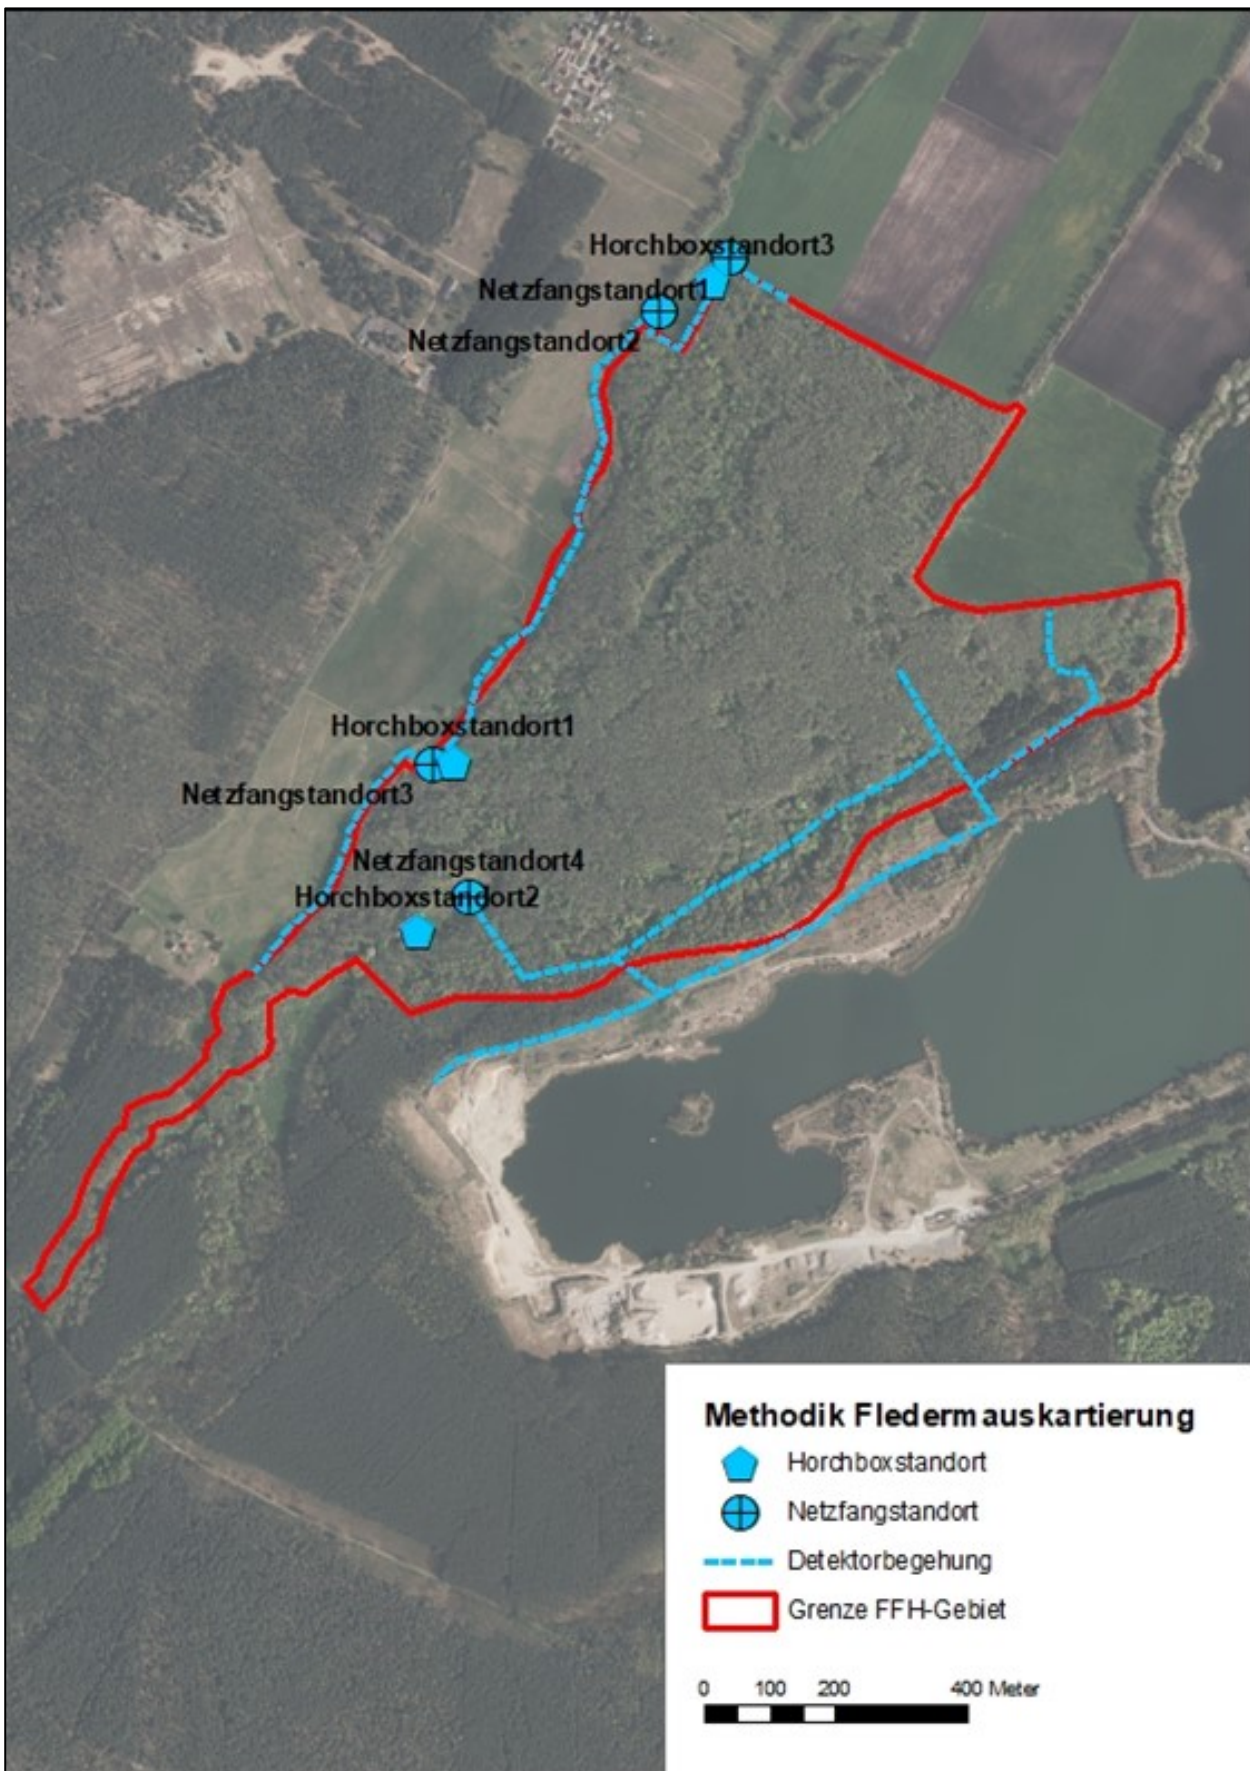 Horchboxstandort3
Netzfangstandort1
Netzfangstandort2
Horchboxstandort1
Netzfangstandort3
Netzfangstandort4
Horchboxstandort2
Methodik Fledermauskartierung
Horchboxstandort
Netzfangstandort
Detektorbegehung
Grenze FFH-Gebiet
0 100 200 400 Meter